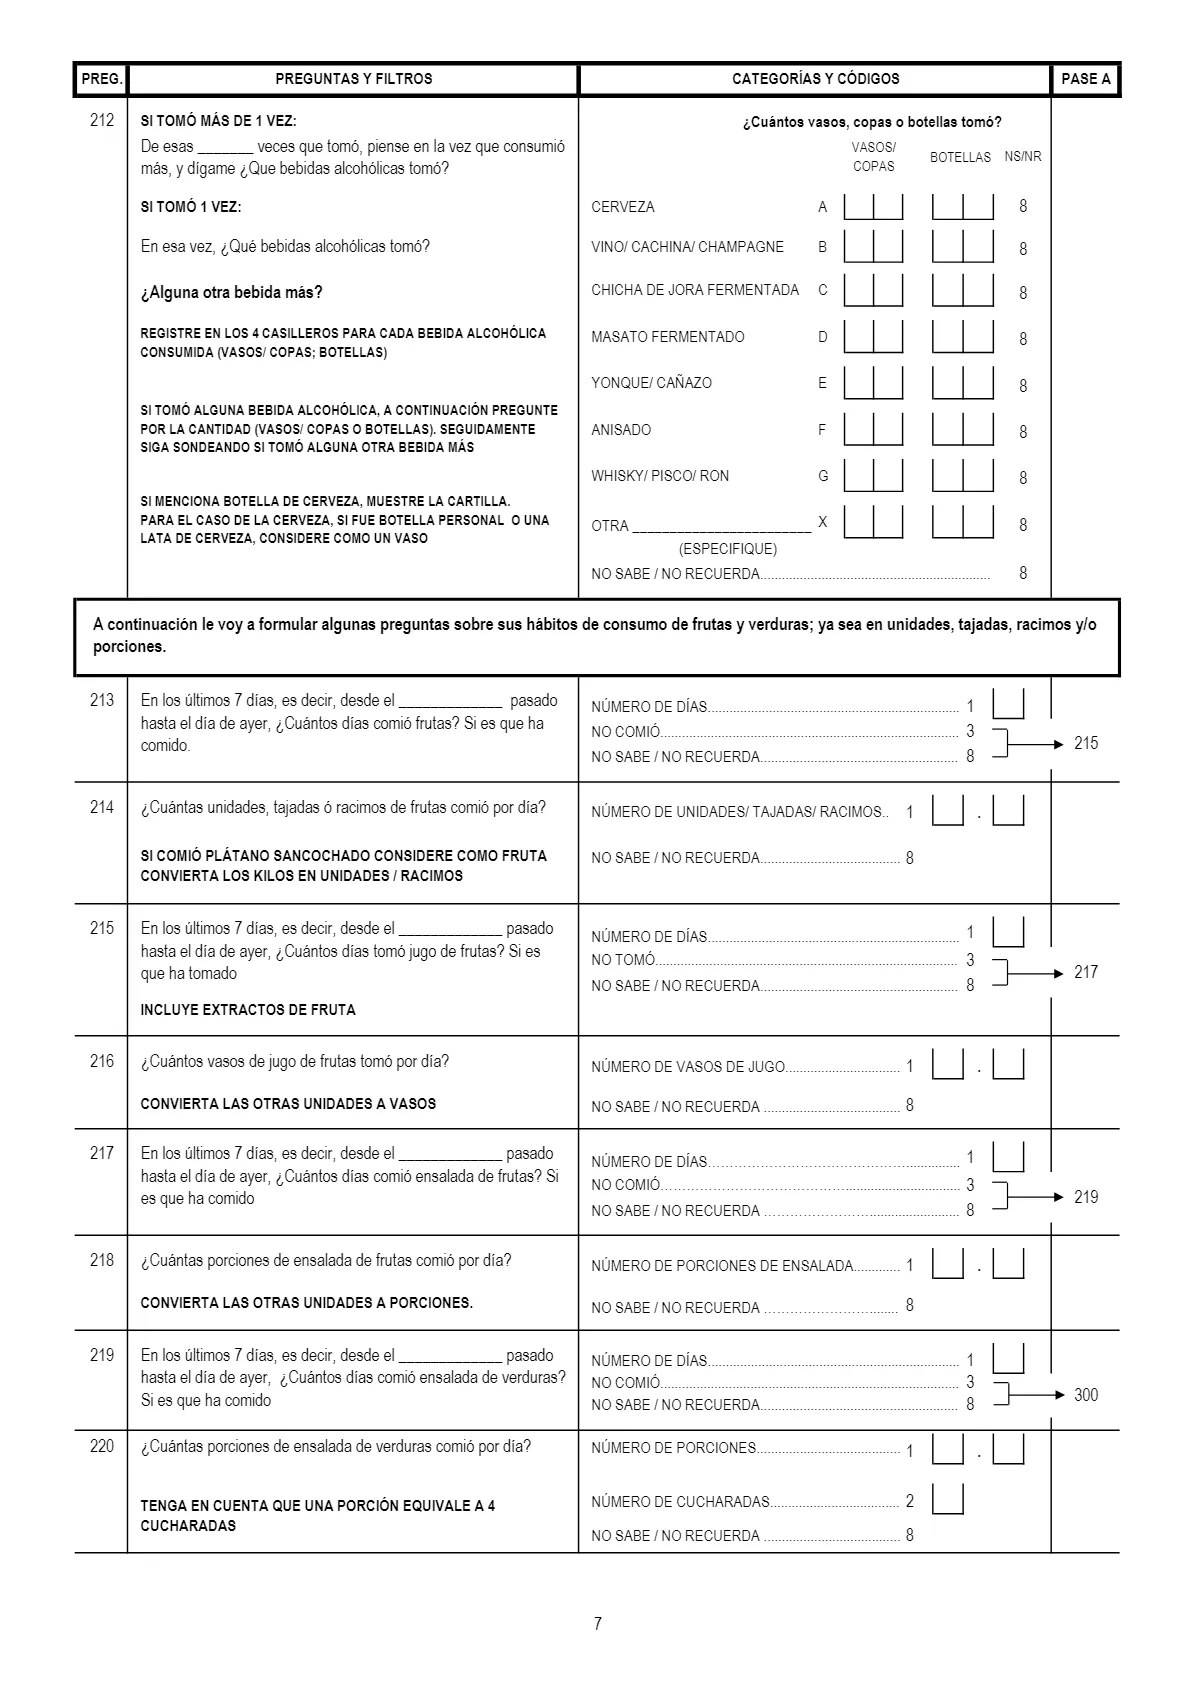 PREG. PREGUNTAS Y FILTROS CATEGORÍAS Y CÓDIGOS PASE A
212 SI TOMÓ MÁS DE 1 VEZ:
De esas _______ veces que tomó, piense en la vez que consumió
más, y dígame ¿Que bebidas alcohólicas tomó?
SI TOMÓ 1 VEZ:
En esa vez, ¿Qué bebidas alcohólicas tomó?
¿Alguna otra bebida más?
REGISTRE EN LOS 4 CASILLEROS PARA CADA BEBIDA ALCOHÓLICA
CONSUMIDA (VASOS/ COPAS; BOTELLAS)
SI TOMÓ ALGUNA BEBIDA ALCOHÓLICA, A CONTINUACIÓN PREGUNTE
POR LA CANTIDAD (VASOS/ COPAS O BOTELLAS). SEGUIDAMENTE
SIGA SONDEANDO SI TOMÓ ALGUNA OTRA BEBIDA MÁS
SI MENCIONA BOTELLA DE CERVEZA, MUESTRE LA CARTILLA.
PARA EL CASO DE LA CERVEZA, SI FUE BOTELLA PERSONAL O UNA
LATA DE CERVEZA, CONSIDERE COMO UN VASO
¿Cuántos vasos, copas o botellas tomó?
VASOS/
COPAS BOTELLAS NS/NR
CERVEZA A 8
VINO/ CACHINA/ CHAMPAGNE B 8
CHICHA DE JORA FERMENTADA C 8
MASATO FERMENTADO D 8
YONQUE/ CAÑAZO E 8
ANISADO F 8
WHISKY/ PISCO/ RON G 8
OTRA ________________________ X 8
(ESPECIFIQUE)
NO SABE / NO RECUERDA................................................................ 8
A continuación le voy a formular algunas preguntas sobre sus hábitos de consumo de frutas y verduras; ya sea en unidades, tajadas, racimos y/o
porciones.
213 En los últimos 7 días, es decir, desde el _____________ pasado
hasta el día de ayer, ¿Cuántos días comió frutas? Si es que ha
comido.
NÚMERO DE DÍAS...................................................................... 1
NO COMIÓ................................................................................... 3
NO SABE / NO RECUERDA....................................................... 8
215
214 ¿Cuántas unidades, tajadas ó racimos de frutas comió por día?
SI COMIÓ PLÁTANO SANCOCHADO CONSIDERE COMO FRUTA
CONVIERTA LOS KILOS EN UNIDADES / RACIMOS
NÚMERO DE UNIDADES/ TAJADAS/ RACIMOS.. 1 .
NO SABE / NO RECUERDA....................................... 8
215 En los últimos 7 días, es decir, desde el _____________ pasado
hasta el día de ayer, ¿Cuántos días tomó jugo de frutas? Si es
que ha tomado
INCLUYE EXTRACTOS DE FRUTA
NÚMERO DE DÍAS...................................................................... 1
NO TOMÓ.................................................................................... 3
NO SABE / NO RECUERDA....................................................... 8
217
216 ¿Cuántos vasos de jugo de frutas tomó por día?
CONVIERTA LAS OTRAS UNIDADES A VASOS
NÚMERO DE VASOS DE JUGO................................ 1 .
NO SABE / NO RECUERDA ...................................... 8
217 En los últimos 7 días, es decir, desde el _____________ pasado
hasta el día de ayer, ¿Cuántos días comió ensalada de frutas? Si
es que ha comido
NÚMERO DE DÍAS……………………………………............... 1
NO COMIÓ…………………………………............................... 3
NO SABE / NO RECUERDA ……………………........................ 8
219
218 ¿Cuántas porciones de ensalada de frutas comió por día?
CONVIERTA LAS OTRAS UNIDADES A PORCIONES.
NÚMERO DE PORCIONES DE ENSALADA............. 1 .
NO SABE / NO RECUERDA ……………………........ 8
219 En los últimos 7 días, es decir, desde el _____________ pasado
hasta el día de ayer, ¿Cuántos días comió ensalada de verduras?
Si es que ha comido
NÚMERO DE DÍAS...................................................................... 1
NO COMIÓ................................................................................... 3
NO SABE / NO RECUERDA....................................................... 8
300
220 ¿Cuántas porciones de ensalada de verduras comió por día?
TENGA EN CUENTA QUE UNA PORCIÓN EQUIVALE A 4
CUCHARADAS
NÚMERO DE PORCIONES........................................ 1 .
NÚMERO DE CUCHARADAS.................................... 2
NO SABE / NO RECUERDA ...................................... 8
7